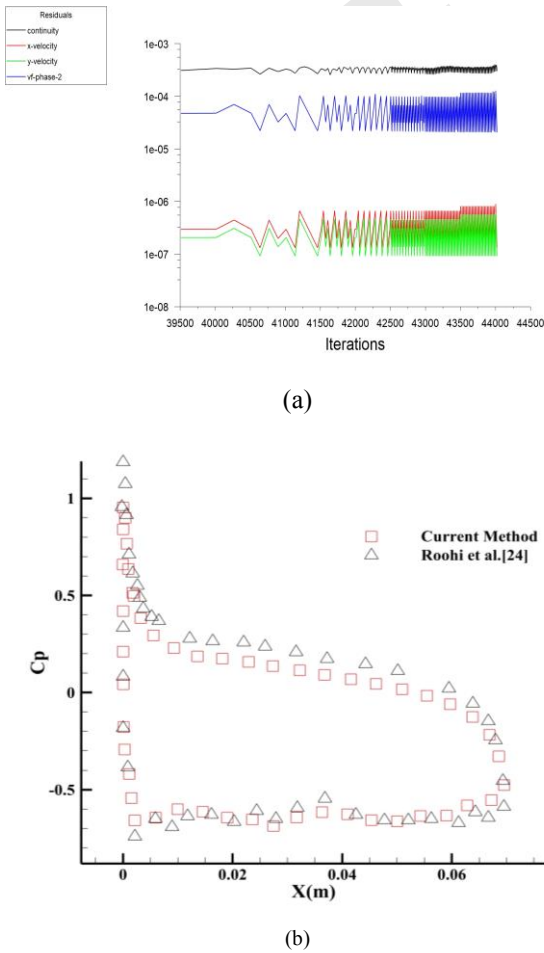 Residuals
continuity
x-velocity
y-velocity
vf-phase-2
1e-03
1e-04
1e-05
1e-06
1e-07
1e-08
39500 40000 40500 41000 41500 42000 42500 43000 43500 44000 44500
Iterations
(a)
Current Method
Roohi et al.[24]
Cp
1
0.5
0
-0.5
0 0.02 0.04 0.06
X(m)
(b)